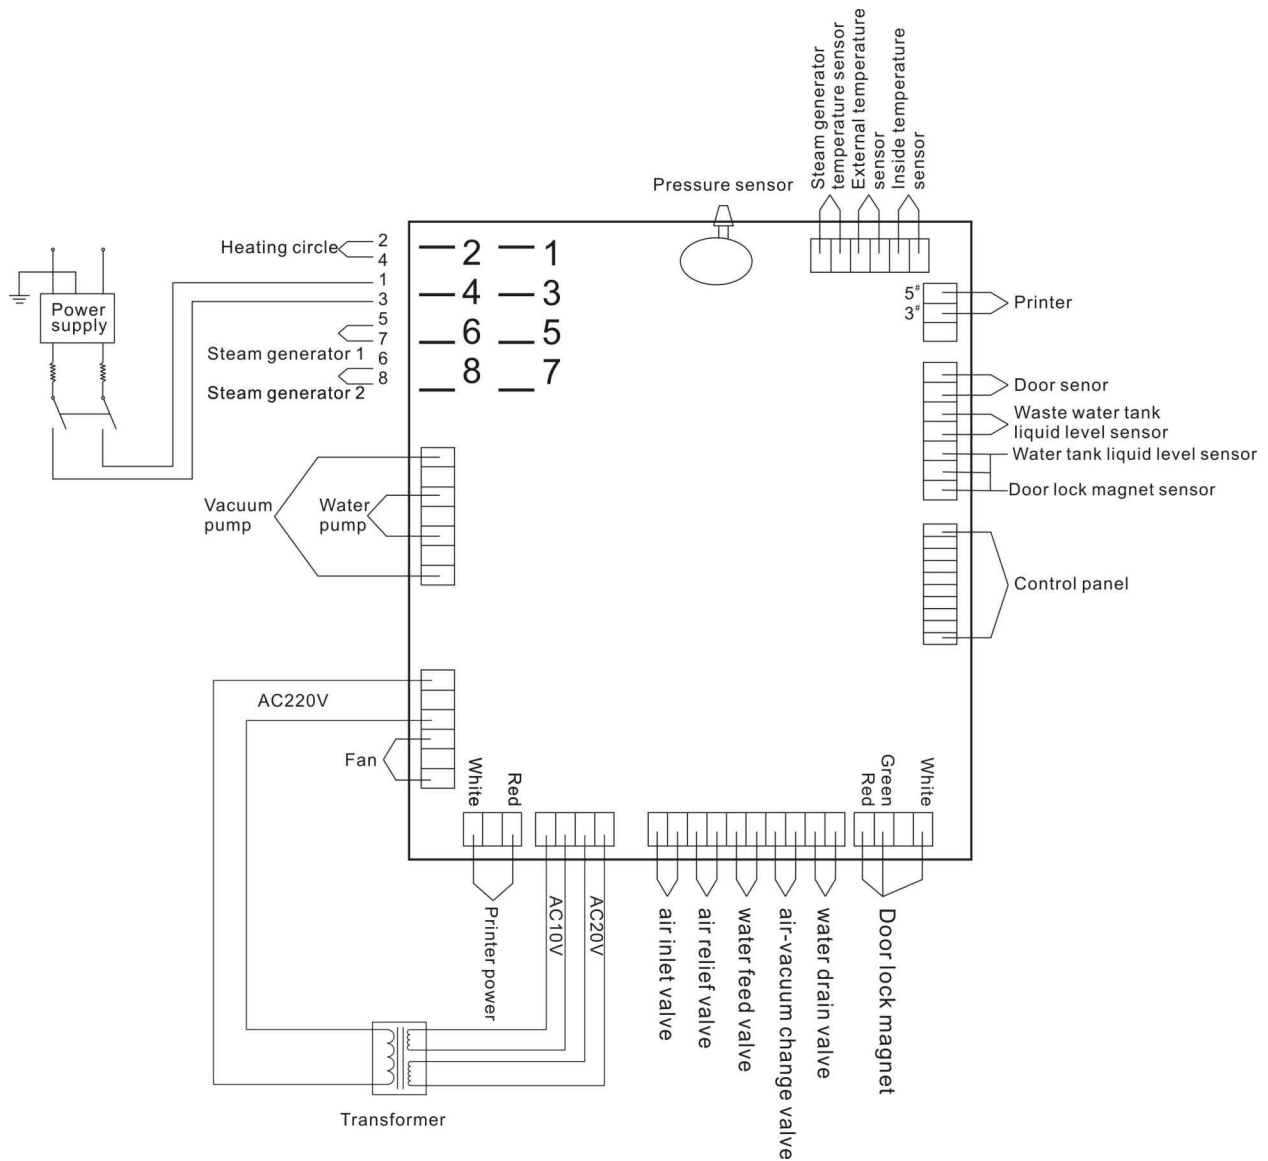 Steam generator
temperature sensor
External temperature
sensor
Inside temperature
sensor
Pressure sensor
Heating circle
2
4
1
3
5
7
6
8
Steam generator 1
Steam generator 2
Power
supply
2 1
4 3
6 5
8 7
5#
3#
Printer
Door senor
Waste water tank
liquid level sensor
Water tank liquid level sensor
Door lock magnet sensor
Control panel
Vacuum
pump
Water
pump
AC220V
Fan
White
Red
Red
Green
White
Printer power
AC10V
AC20V
air inlet valve
air relief valve
water feed valve
air-vacuum change valve
water drain valve
Door lock magnet
Transformer